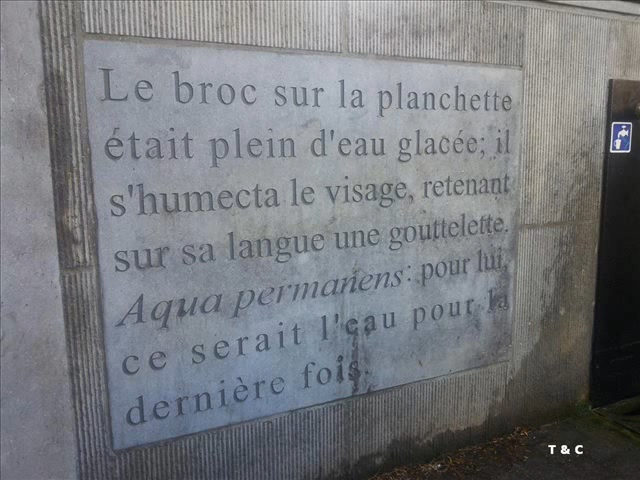 Le broc sur la planchette
était plein d'eau glacée; il
s'humecta le visage, retenant
sur sa langue une gouttelette.
Aqua permanens: pour lui,
ce serait l'eau pour la
dernière fois.
T & C